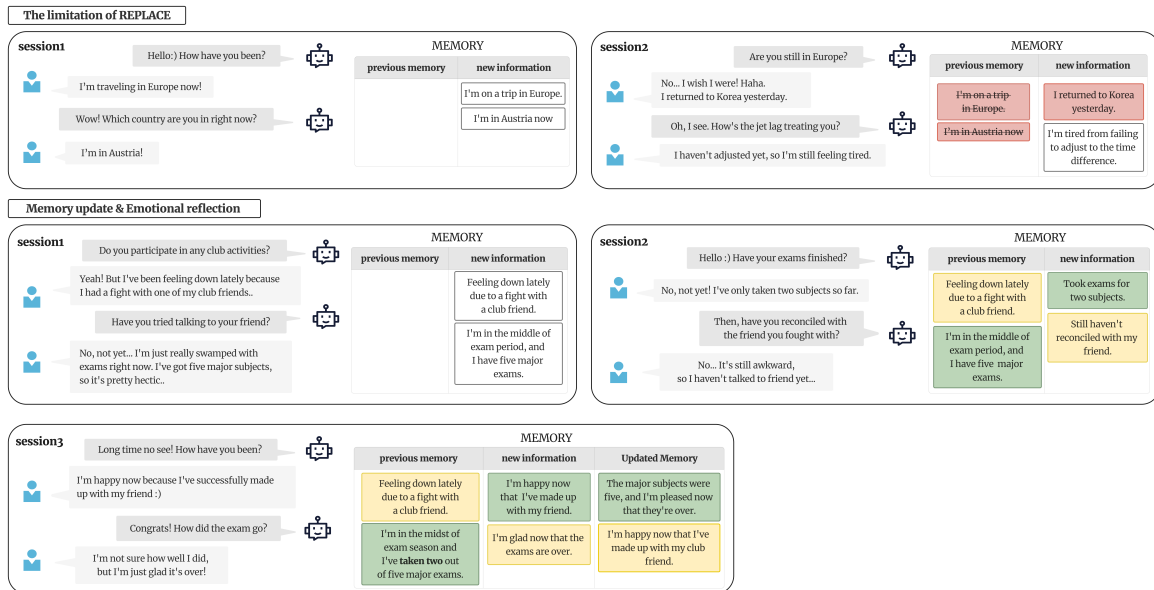 The limitation of REPLACE
session1
Hello:) How have you been?
I'm traveling in Europe now!
Wow! Which country are you in right now?
I'm in Austria!
MEMORY
previous memory
new information
I'm on a trip in Europe.
I'm in Austria now
session2
Are you still in Europe?
No... I wish I were! Haha.
I returned to Korea yesterday.
Oh, I see. How's the jet lag treating you?
I haven't adjusted yet, so I'm still feeling tired.
MEMORY
previous memory
new information
I'm on a trip
in Europe.
I'm in Austria now
I returned to Korea
yesterday.
I'm tired from failing
to adjust to the time
difference.
Memory update & Emotional reflection
session1
Do you participate in any club activities?
Yeah! But I've been feeling down lately because
I had a fight with one of my club friends..
Have you tried talking to your friend?
No, not yet... I'm just really swamped with
exams right now. I've got five major subjects,
so it's pretty hectic..
MEMORY
previous memory
new information
Feeling down lately
due to a fight with
a club friend.
I'm in the middle of
exam period, and
I have five major
exams.
session2
Hello :) Have your exams finished?
No, not yet! I've only taken two subjects so far.
Then, have you reconciled with
the friend you fought with?
No... It's still awkward,
so I haven't talked to friend yet...
MEMORY
previous memory
new information
Feeling down lately
due to a fight with
a club friend.
I'm in the middle of
exam period, and
I have five major
exams.
Took exams for
two subjects.
Still haven't
reconciled with my
friend.
session3
Long time no see! How have you been?
I'm happy now because I've successfully made
up with my friend :)
Congrats! How did the exam go?
I'm not sure how well I did,
but I'm just glad it's over!
MEMORY
previous memory
new information
Updated Memory
Feeling down lately
due to a fight with
a club friend.
I'm in the midst of
exam season and
I've taken two out
of five major exams.
I'm happy now
that I've made up
with my friend.
I'm glad now that the
exams are over.
The major subjects were
five, and I'm pleased now
that they're over.
I'm happy now that I've
made up with my club
friend.